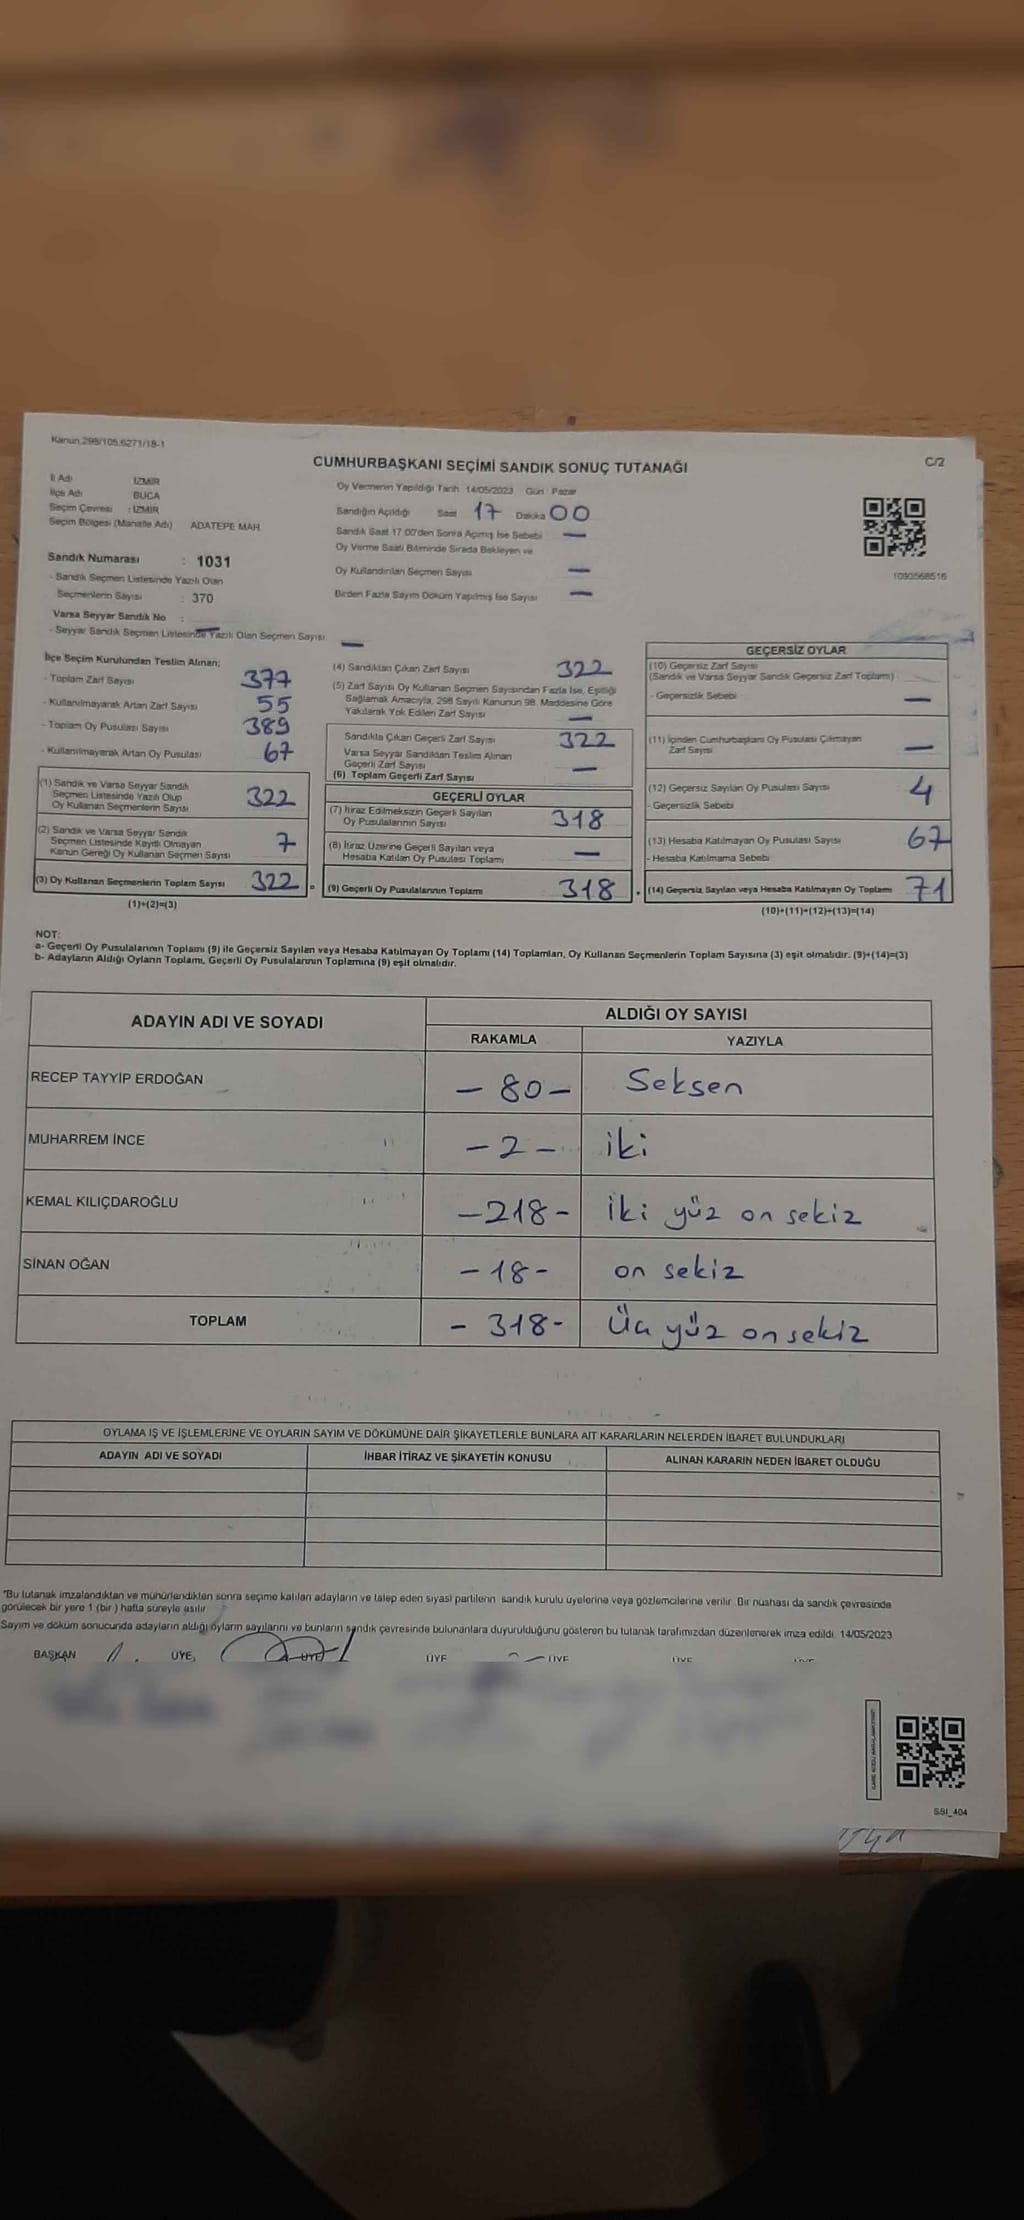 Kanun,298/105,6271/18-1
C/2
CUMHURBAŞKANI SEÇİMİ SANDIK SONUÇ TUTANAĞI
İl Adı : İZMİR
İlçe Adı : BUCA
Seçim Çevresi : İZMİR
Seçim Bölgesi (Mahalle Adı) ADATEPE MAH.
Oy Vermenin Yapıldığı Tarih 14/05/2023 Gün : Pazar
Sandığın Açıldığı Saat 17 Dakika 00
Sandık Saat 17.00'den Sonra Açımış İse Sebebi —
Oy Verme Saati Bitiminde Sırada Bekleyen ve
Oy Kullandırılan Seçmen Sayısı —
Birden Fazla Sayım Döküm Yapılmış İse Sayısı —
1090568516
Sandık Numarası : 1031
- Sandık Seçmen Listesinde Yazılı Olan
Seçmenlerin Sayısı : 370
Varsa Seyyar Sandık No : —
- Seyyar Sandık Seçmen Listesinde Yazılı Olan Seçmen Sayısı —
İlçe Seçim Kurulundan Teslim Alınan;
- Toplam Zarf Sayısı 377
- Kullanılmayarak Artan Zarf Sayısı 55
- Toplam Oy Pusulası Sayısı 389
- Kullanılmayarak Artan Oy Pusulası 67
(1) Sandık ve Varsa Seyyar Sandık
Seçmen Listesinde Yazılı Olup
Oy Kullanan Seçmenlerin Sayısı 322
(2) Sandık ve Varsa Seyyar Sandık
Seçmen Listesinde Kayıtlı Olmayan
Kanun Gereği Oy Kullanan Seçmen Sayısı 7
(3) Oy Kullanan Seçmenlerin Toplam Sayısı 322
(1)+(2)=(3)
(4) Sandıktan Çıkan Zarf Sayısı 322
(5) Zarf Sayısı Oy Kullanan Seçmen Sayısından Fazla İse, Eşitliği
Sağlamak Amacıyla, 298 Sayılı Kanunun 98. Maddesine Göre
Yakılarak Yok Edilen Zarf Sayısı —
Sandıkta Çıkan Geçerli Zarf Sayısı 322
Varsa Seyyar Sandıktan Teslim Alınan
Geçerli Zarf Sayısı —
(6) Toplam Geçerli Zarf Sayısı
GEÇERLİ OYLAR
(7) İtiraz Edilmeksizin Geçerli Sayılan
Oy Pusulalarının Sayısı 318
(8) İtiraz Üzerine Geçerli Sayılan veya
Hesaba Katılan Oy Pusulası Toplamı —
= (9) Geçerli Oy Pusulalarının Toplamı 318
GEÇERSİZ OYLAR
(10) Geçersiz Zarf Sayısı
(Sandık ve Varsa Seyyar Sandık Geçersiz Zarf Toplamı)
- Geçersizlik Sebebi —
(11) İçinden Cumhurbaşkanı Oy Pusulası Çıkmayan
Zarf Sayısı —
(12) Geçersiz Sayılan Oy Pusulası Sayısı 4
- Geçersizlik Sebebi
(13) Hesaba Katılmayan Oy Pusulası Sayısı 67
- Hesaba Katılmama Sebebi
+ (14) Geçersiz Sayılan veya Hesaba Katılmayan Oy Toplamı 71
(10)+(11)+(12)+(13)=(14)
NOT:
a- Geçerli Oy Pusulalarının Toplamı (9) ile Geçersiz Sayılan veya Hesaba Katılmayan Oy Toplamı (14) Toplamları, Oy Kullanan Seçmenlerin Toplam Sayısına (3) eşit olmalıdır. (9)+(14)=(3)
b- Adayların Aldığı Oyların Toplamı, Geçerli Oy Pusulalarının Toplamına (9) eşit olmalıdır.
ADAYIN ADI VE SOYADI ALDIĞI OY SAYISI
RAKAMLA YAZIYLA
RECEP TAYYİP ERDOĞAN — 80 — Seksen
MUHARREM İNCE — 2 — iki
KEMAL KILIÇDAROĞLU — 218 — iki yüz on sekiz
SİNAN OĞAN — 18 — on sekiz
TOPLAM — 318 — Üç yüz on sekiz
OYLAMA İŞ VE İŞLEMLERİNE VE OYLARIN SAYIM VE DÖKÜMÜNE DAİR ŞİKAYETLERLE BUNLARA AİT KARARLARIN NELERDEN İBARET BULUNDUKLARI
ADAYIN ADI VE SOYADI İHBAR İTİRAZ VE ŞİKAYETİN KONUSU ALINAN KARARIN NEDEN İBARET OLDUĞU
*Bu tutanak imzalandıktan ve mühürlendikten sonra seçime katılan adayların ve talep eden siyasi partilerin sandık kurulu üyelerine veya gözlemcilerine verilir. Bir nüshası da sandık çevresinde
görülecek bir yere 1 (bir) hafta süreyle asılır.
Sayım ve döküm sonucunda adayların aldığı oyların sayılarını ve bunların sandık çevresinde bulunanlara duyurulduğunu gösteren bu tutanak tarafımızdan düzenlenerek imza edildi. 14/05/2023
BAŞKAN ÜYE, ÜYE ÜYE ÜYE ÜYE
SSI_404